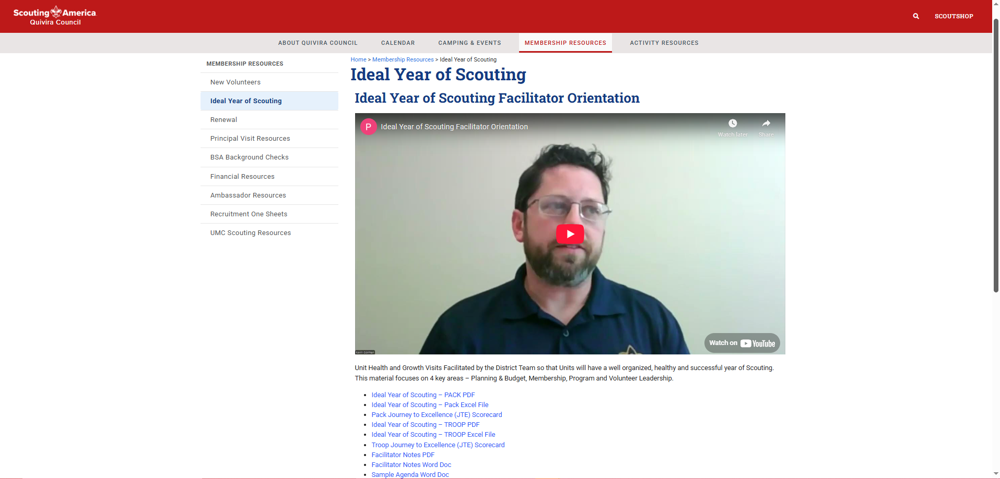 Scouting America
Quivira Council
SCOUTSHOP
ABOUT QUIVIRA COUNCIL
CALENDAR
CAMPING & EVENTS
MEMBERSHIP RESOURCES
ACTIVITY RESOURCES
MEMBERSHIP RESOURCES
New Volunteers
Ideal Year of Scouting
Renewal
Principal Visit Resources
BSA Background Checks
Financial Resources
Ambassador Resources
Recruitment One Sheets
UMC Scouting Resources
Home > Membership Resources > Ideal Year of Scouting
Ideal Year of Scouting
Ideal Year of Scouting Facilitator Orientation
P
Ideal Year of Scouting Facilitator Orientation
Watch later
Share
Watch on YouTube
Kevin Gorman
Unit Health and Growth Visits Facilitated by the District Team so that Units will have a well organized, healthy and successful year of Scouting.
This material focuses on 4 key areas – Planning & Budget, Membership, Program and Volunteer Leadership.
Ideal Year of Scouting – PACK PDF
Ideal Year of Scouting – Pack Excel File
Pack Journey to Excellence (JTE) Scorecard
Ideal Year of Scouting – TROOP PDF
Ideal Year of Scouting – TROOP Excel File
Troop Journey to Excellence (JTE) Scorecard
Facilitator Notes PDF
Facilitator Notes Word Doc
Sample Agenda Word Doc